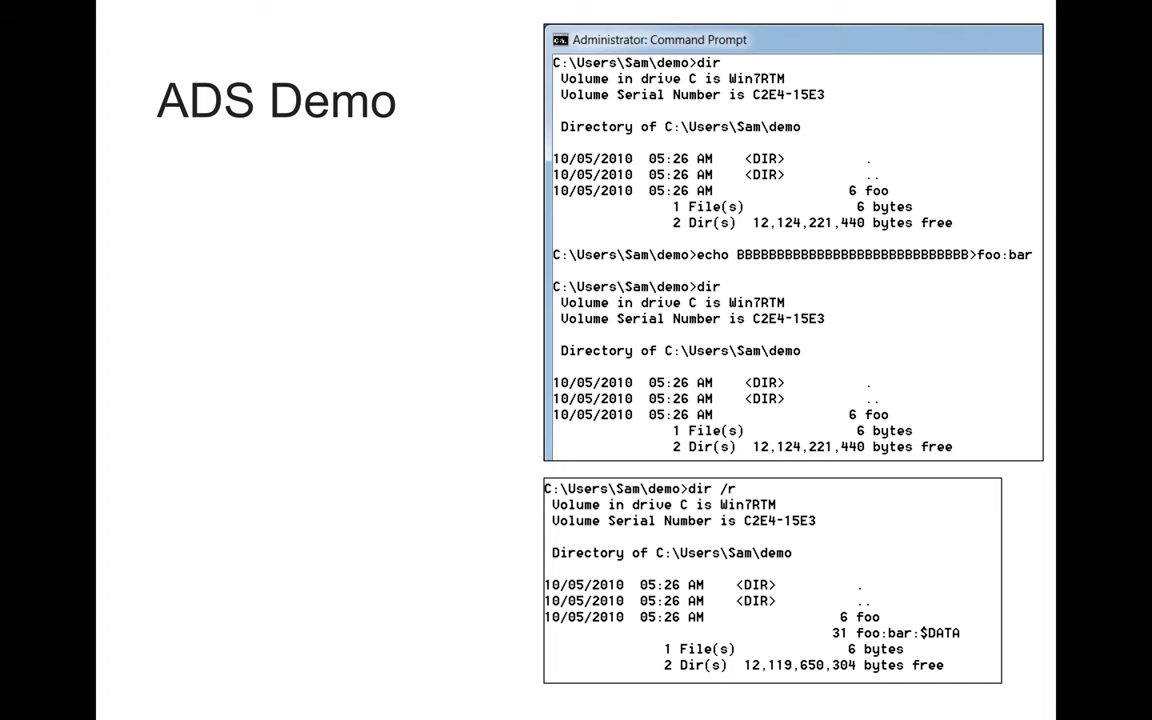 ADS Demo
Administrator: Command Prompt
C:\Users\Sam\demo>dir
Volume in drive C is Win7RTM
Volume Serial Number is C2E4-15E3
Directory of C:\Users\Sam\demo
10/05/2010 05:26 AM <DIR> .
10/05/2010 05:26 AM <DIR> ..
10/05/2010 05:26 AM 6 foo
1 File(s) 6 bytes
2 Dir(s) 12,124,221,440 bytes free
C:\Users\Sam\demo>echo BBBBBBBBBBBBBBBBBBBBBBBBBBBBB>foo:bar
C:\Users\Sam\demo>dir
Volume in drive C is Win7RTM
Volume Serial Number is C2E4-15E3
Directory of C:\Users\Sam\demo
10/05/2010 05:26 AM <DIR> .
10/05/2010 05:26 AM <DIR> ..
10/05/2010 05:26 AM 6 foo
1 File(s) 6 bytes
2 Dir(s) 12,124,221,440 bytes free
C:\Users\Sam\demo>dir /r
Volume in drive C is Win7RTM
Volume Serial Number is C2E4-15E3
Directory of C:\Users\Sam\demo
10/05/2010 05:26 AM <DIR> .
10/05/2010 05:26 AM <DIR> ..
10/05/2010 05:26 AM 6 foo
31 foo:bar:$DATA
1 File(s) 6 bytes
2 Dir(s) 12,119,650,304 bytes free